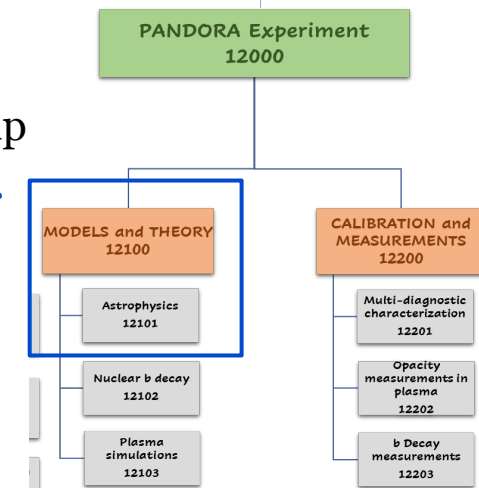 PANDORA Experiment
12000
up
MODELS and THEORY
12100
Astrophysics
12101
Nuclear b decay
12102
Plasma
simulations
12103
CALIBRATION and
MEASUREMENTS
12200
Multi-diagnostic
characterization
12201
Opacity
measurements in
plasma
12202
b Decay
measurements
12203